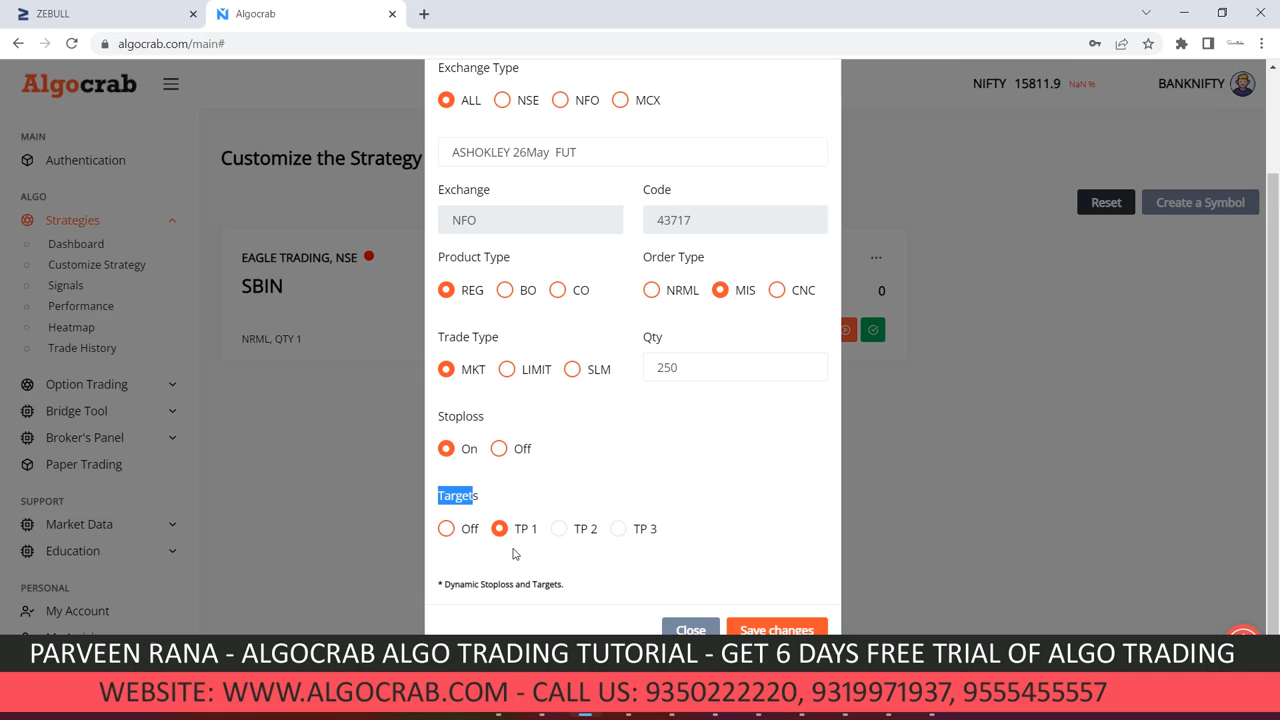 ZEBULL
Algocrab
algocrab.com/main#
Algocrab
NIFTY 15811.9 NaN %
BANKNIFTY
MAIN
Authentication
ALGO
Strategies
Dashboard
Customize Strategy
Signals
Performance
Heatmap
Trade History
Option Trading
Bridge Tool
Broker's Panel
Paper Trading
SUPPORT
Market Data
Education
PERSONAL
My Account
Customize the Strategy
Reset
Create a Symbol
EAGLE TRADING, NSE
SBIN
0
NRML, QTY 1
Exchange Type
ALL NSE NFO MCX
ASHOKLEY 26May FUT
Exchange Code
NFO 43717
Product Type Order Type
REG BO CO NRML MIS CNC
Trade Type Qty
MKT LIMIT SLM 250
Stoploss
On Off
Targets
Off TP 1 TP 2 TP 3
* Dynamic Stoploss and Targets.
Close Save changes
PARVEEN RANA - ALGOCRAB ALGO TRADING TUTORIAL - GET 6 DAYS FREE TRIAL OF ALGO TRADING
WEBSITE: WWW.ALGOCRAB.COM - CALL US: 9350222220, 9319971937, 9555455557